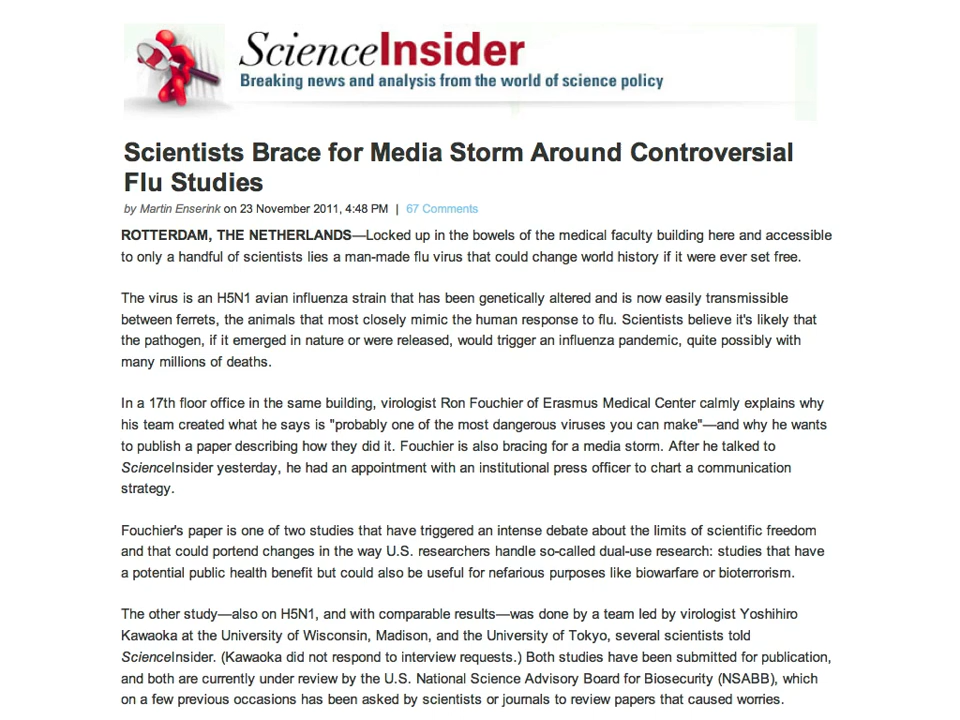 ScienceInsider
Breaking news and analysis from the world of science policy
Scientists Brace for Media Storm Around Controversial
Flu Studies
by Martin Enserink on 23 November 2011, 4:48 PM | 67 Comments
ROTTERDAM, THE NETHERLANDS—Locked up in the bowels of the medical faculty building here and accessible
to only a handful of scientists lies a man-made flu virus that could change world history if it were ever set free.
The virus is an H5N1 avian influenza strain that has been genetically altered and is now easily transmissible
between ferrets, the animals that most closely mimic the human response to flu. Scientists believe it's likely that
the pathogen, if it emerged in nature or were released, would trigger an influenza pandemic, quite possibly with
many millions of deaths.
In a 17th floor office in the same building, virologist Ron Fouchier of Erasmus Medical Center calmly explains why
his team created what he says is "probably one of the most dangerous viruses you can make"—and why he wants
to publish a paper describing how they did it. Fouchier is also bracing for a media storm. After he talked to
ScienceInsider yesterday, he had an appointment with an institutional press officer to chart a communication
strategy.
Fouchier's paper is one of two studies that have triggered an intense debate about the limits of scientific freedom
and that could portend changes in the way U.S. researchers handle so-called dual-use research: studies that have
a potential public health benefit but could also be useful for nefarious purposes like biowarfare or bioterrorism.
The other study—also on H5N1, and with comparable results—was done by a team led by virologist Yoshihiro
Kawaoka at the University of Wisconsin, Madison, and the University of Tokyo, several scientists told
ScienceInsider. (Kawaoka did not respond to interview requests.) Both studies have been submitted for publication,
and both are currently under review by the U.S. National Science Advisory Board for Biosecurity (NSABB), which
on a few previous occasions has been asked by scientists or journals to review papers that caused worries.